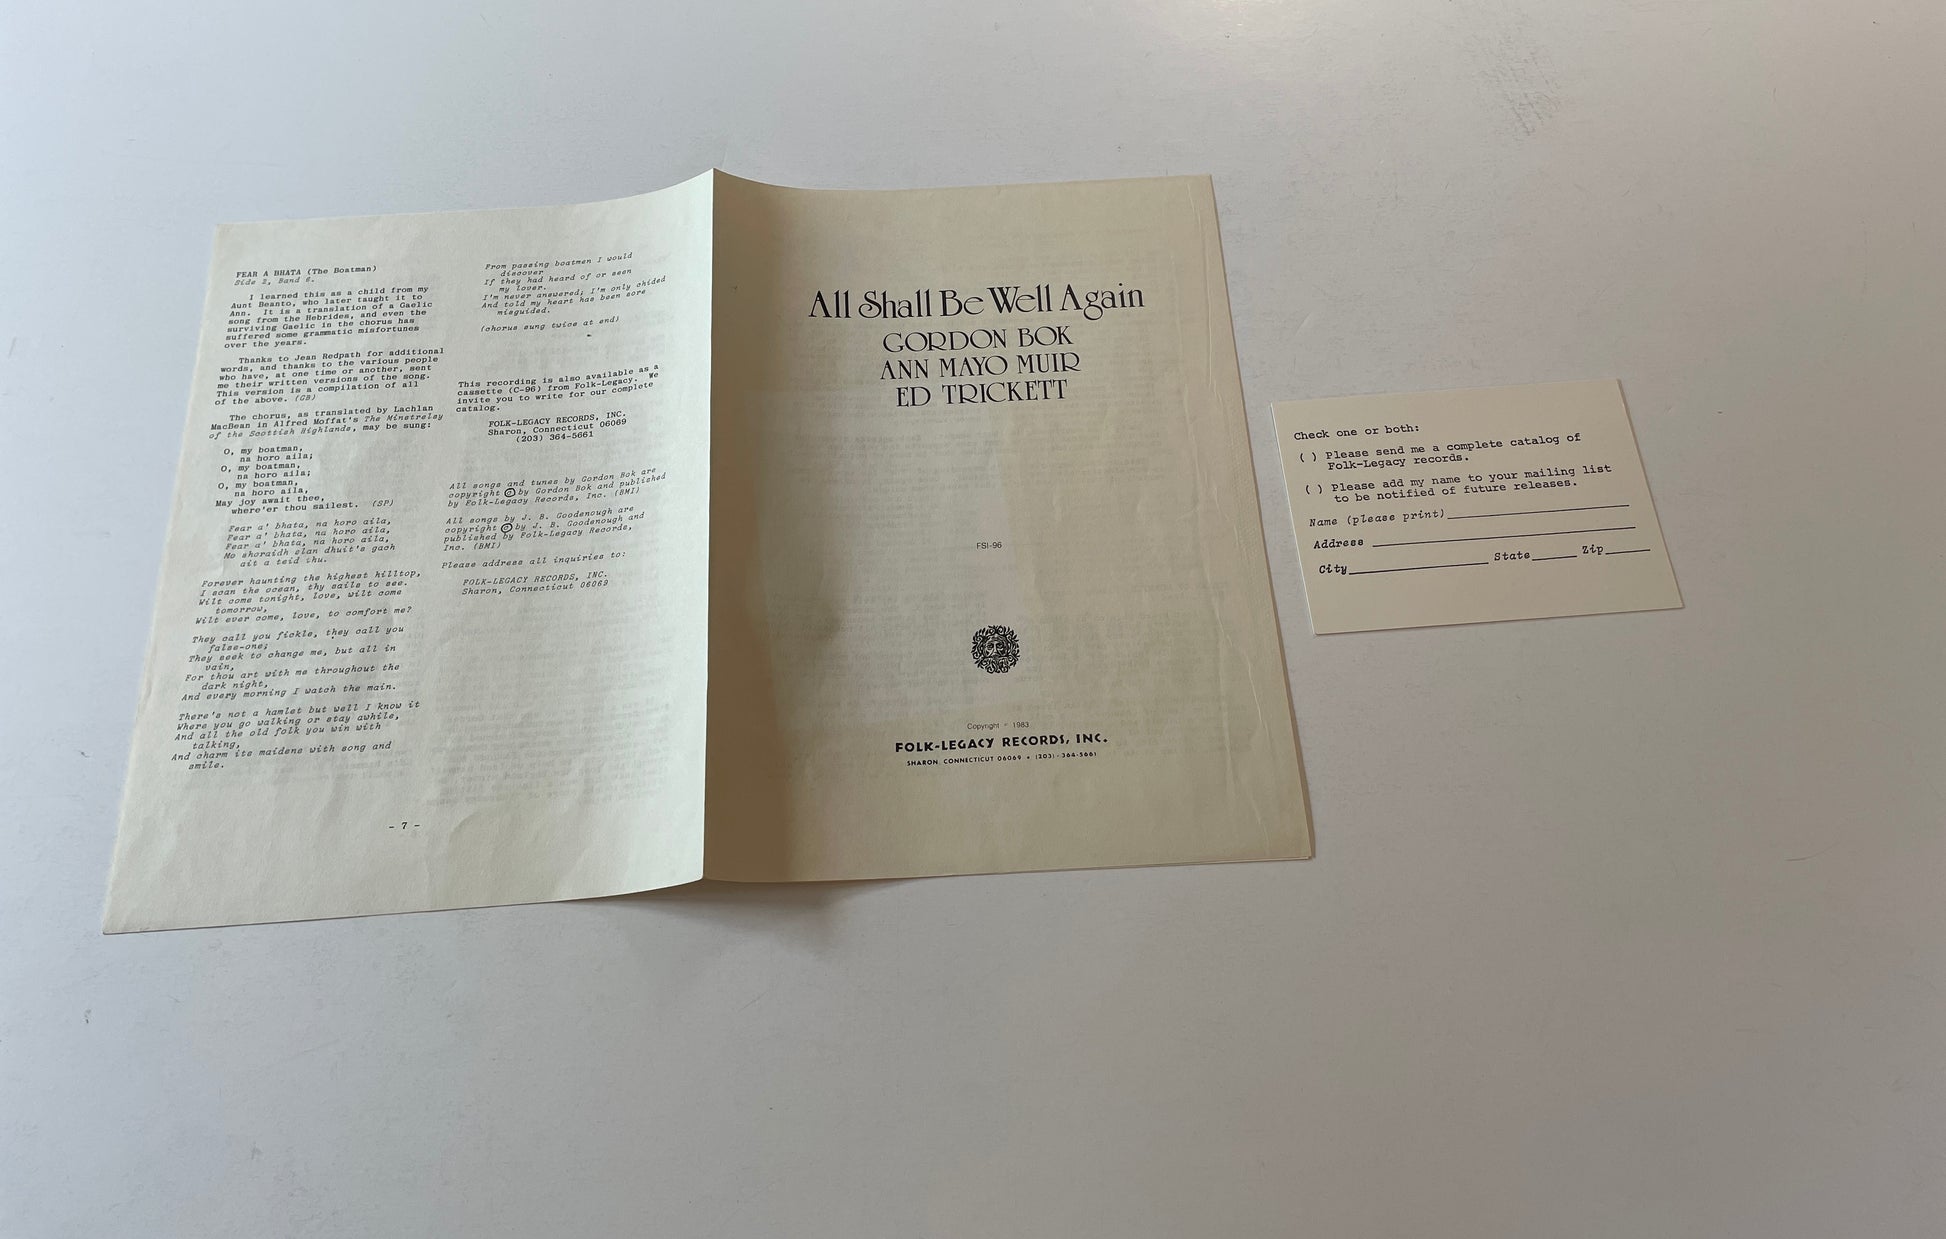 FEAR A BHATA (The Boatman)
Side 2, Band 6.
I learned this as a child from my
Aunt Beanto, who later taught it to
Ann. It is a translation of a Gaelic
song from the Hebrides, and even the
surviving Gaelic in the chorus has
suffered some grammatic misfortunes
over the years.
Thanks to Jean Redpath for additional
words, and thanks to the various people
who have, at one time or another, sent
me their written versions of the song.
This version is a compilation of all
of the above. (GB)
The chorus, as translated by Lachlan
MacBean in Alfred Moffat's The Minstrelsy
of the Scottish Highlands, may be sung:
O, my boatman,
na horo aila;
O, my boatman,
na horo aila;
O, my boatman,
na horo aila,
May joy await thee,
where'er thou sailest. (SP)
Fear a' bhata, na horo aila,
Fear a' bhata, na horo aila,
Fear a' bhata, na horo aila,
Mo shoraidh slan dhuit's gach
ait a teid thu.
Forever haunting the highest hilltop,
I scan the ocean, thy sails to see.
Wilt come tonight, love, wilt come
tomorrow,
Wilt ever come, love, to comfort me?
They call you fickle, they call you
false-one;
They seek to change me, but all in
vain,
For thou art with me throughout the
dark night,
And every morning I watch the main.
There's not a hamlet but well I know it
Where you go walking or stay awhile,
And all the old folk you win with
talking,
And charm its maidens with song and
smile.
From passing boatmen I would
discover
If they had heard of or seen
my lover.
I'm never answered; I'm only chided
And told my heart has been sore
misguided.
(chorus sung twice at end)
This recording is also available as a
cassette (C-96) from Folk-Legacy. We
invite you to write for our complete
catalog.
FOLK-LEGACY RECORDS, INC.
Sharon, Connecticut 06069
(203) 364-5661
All songs and tunes by Gordon Bok are
copyright © by Gordon Bok and published
by Folk-Legacy Records, Inc. (BMI)
All songs by J. B. Goodenough are
copyright © by J. B. Goodenough and
published by Folk-Legacy Records,
Inc. (BMI)
Please address all inquiries to:
FOLK-LEGACY RECORDS, INC.
Sharon, Connecticut 06069
- 7 -
All Shall Be Well Again
GORDON BOK
ANN MAYO MUIR
ED TRICKETT
FSI-96
Copyright © 1983
FOLK-LEGACY RECORDS, INC.
SHARON, CONNECTICUT 06069 • (203) - 364-5661
Check one or both:
( ) Please send me a complete catalog of
Folk-Legacy records.
( ) Please add my name to your mailing list
to be notified of future releases.
Name (please print)
Address
City State Zip